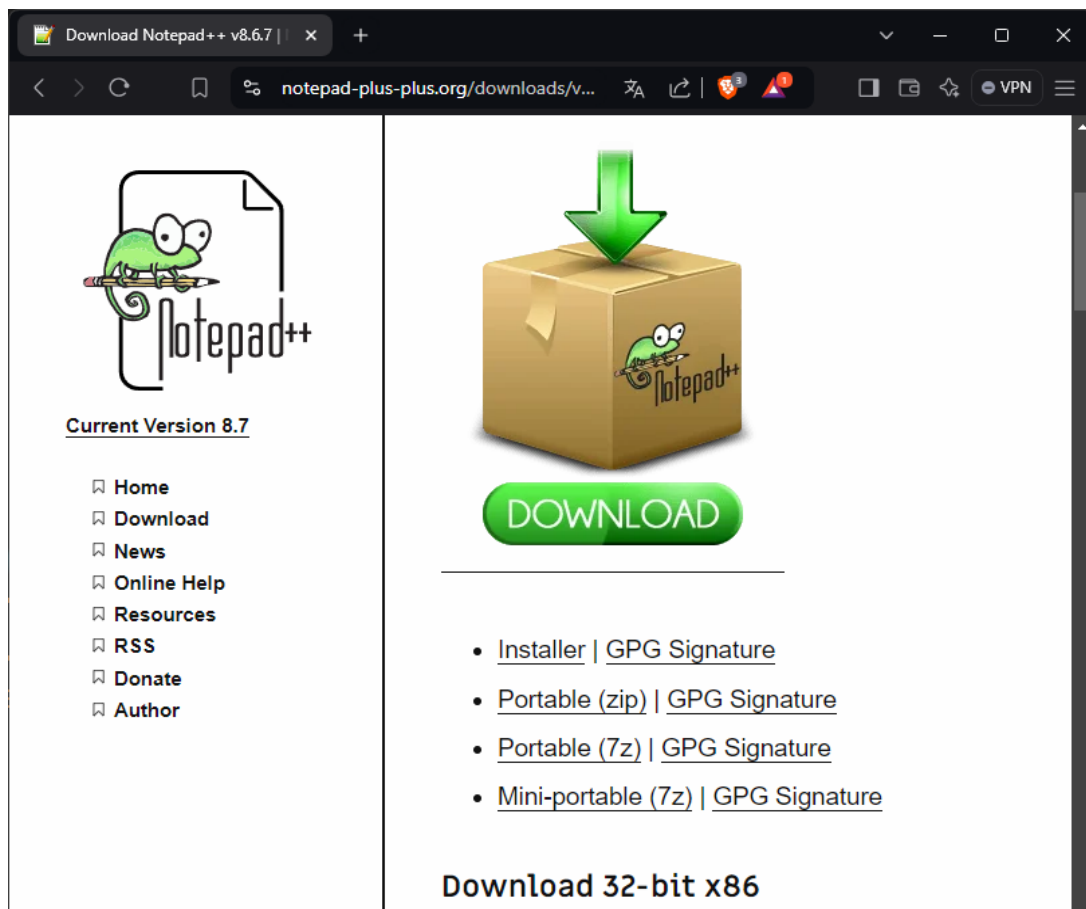 Download Notepad++ v8.6.7 |
notepad-plus-plus.org/downloads/v...
3
1
VPN
Notepad++
Current Version 8.7
Home
Download
News
Online Help
Resources
RSS
Donate
Author
Notepad++
DOWNLOAD
Installer | GPG Signature
Portable (zip) | GPG Signature
Portable (7z) | GPG Signature
Mini-portable (7z) | GPG Signature
Download 32-bit x86